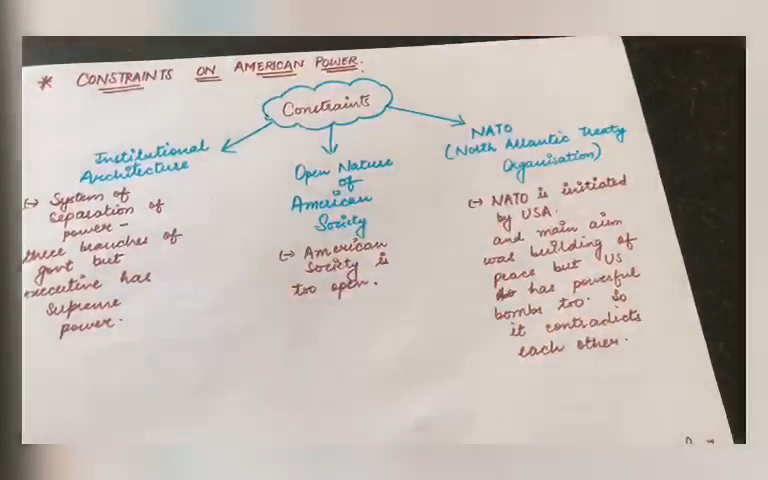 * CONSTRAINTS ON AMERICAN POWER.
Constraints
Institutional
Architecture
↳ System of
Separation of
power -
three branches of
govt but
executive has
Supreme
power.
Open Nature
of
American
Society
↳ American
Society is
too open.
NATO
(North Atlantic Treaty
Organisation)
↳ NATO is initiated
by USA.
and main aim
was building of
peace but US
has powerful
bombs too. so
it contradicts
each other.